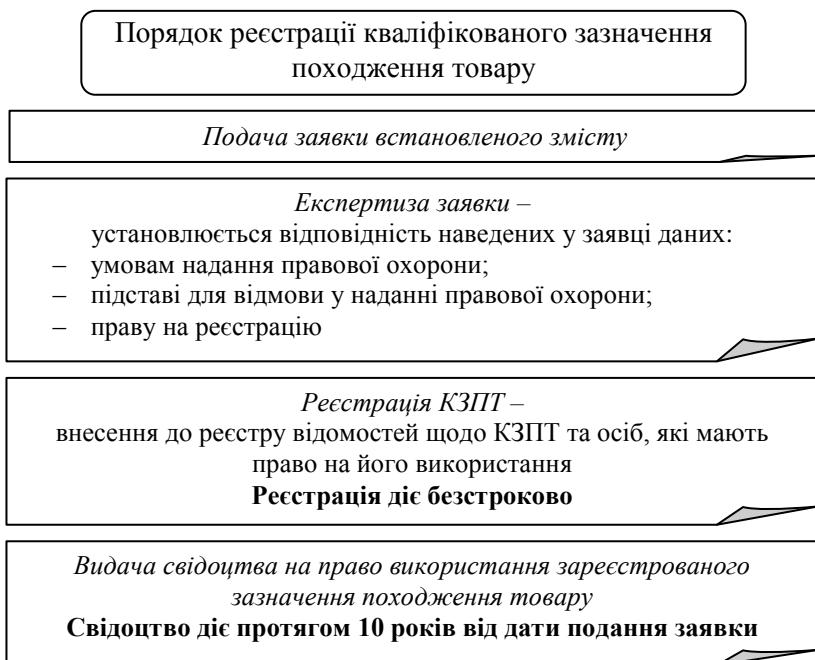 Порядок реєстрації кваліфікованого зазначення
походження товару
Подача заявки встановленого змісту
Експертиза заявки –
установлюється відповідність наведених у заявці даних:
– умовам надання правової охорони;
– підставі для відмови у наданні правової охорони;
– праву на реєстрацію
Реєстрація КЗПТ –
внесення до реєстру відомостей щодо КЗПТ та осіб, які мають
право на його використання
Реєстрація діє безстроково
Видача свідоцтва на право використання зареєстрованого
зазначення походження товару
Свідоцтво діє протягом 10 років від дати подання заявки